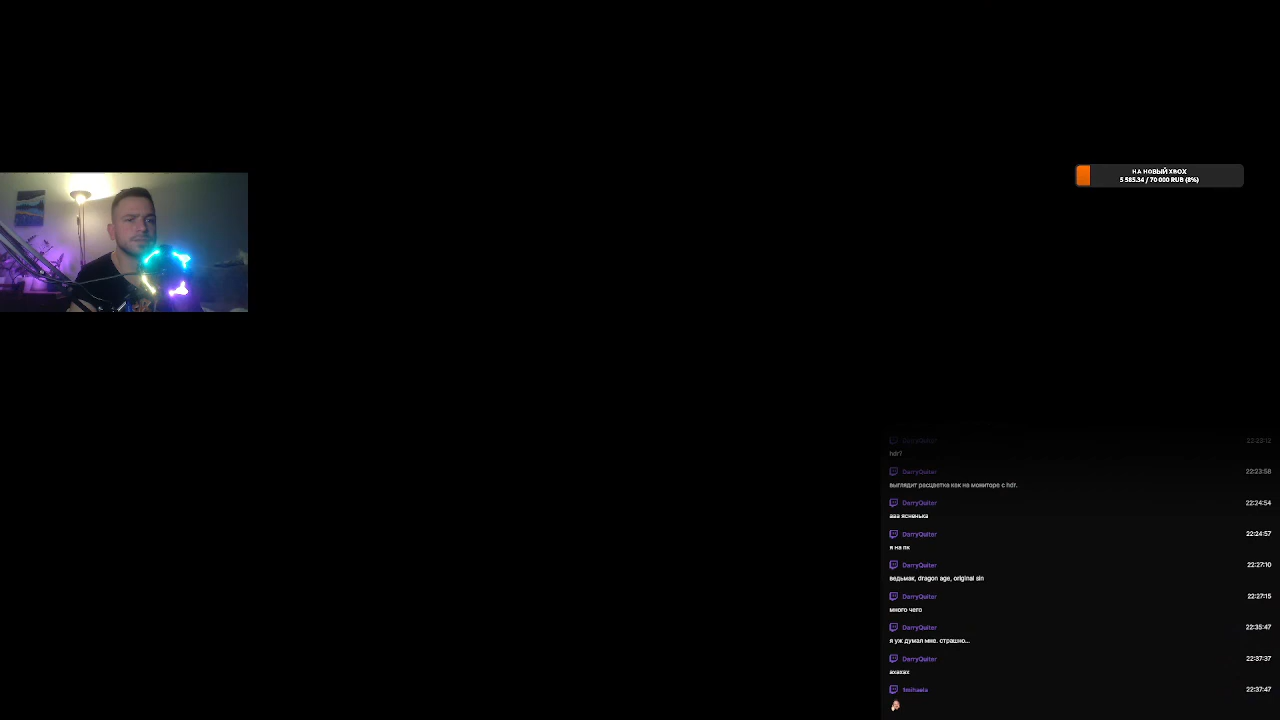 НА НОВЫЙ XBOX
5 585.34 / 70 000 RUB (8%)
DarryQuiter 22:23:12
hdr?
DarryQuiter 22:23:58
выглядит расцветка как на мониторе с hdr.
DarryQuiter 22:24:54
ааа ясненька
DarryQuiter 22:24:57
я на пк
DarryQuiter 22:27:10
ведьмак, dragon age, original sin
DarryQuiter 22:27:15
много чего
DarryQuiter 22:35:47
я уж думал мне. страшно...
DarryQuiter 22:37:37
ахахах
22:37:47